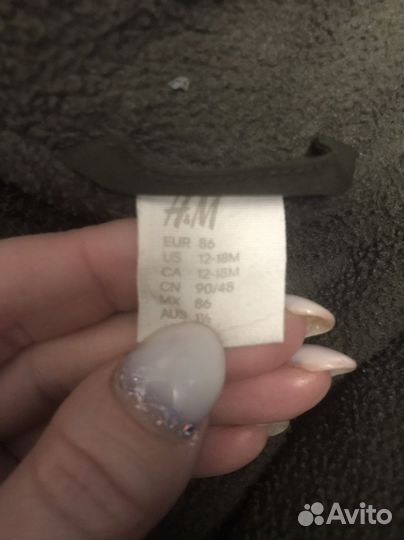 H&M
EUR 86
US 12-18M
CA 12-18M
CN 90/48
MX 86
AUS 1½
Avito